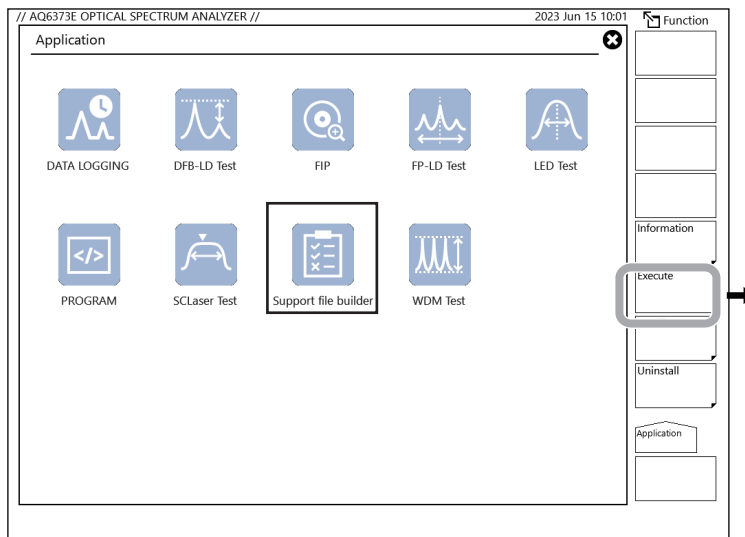 // AQ6373E OPTICAL SPECTRUM ANALYZER // 2023 Jun 15 10:01
Function
Application
DATA LOGGING DFB-LD Test FIP FP-LD Test LED Test
</>
PROGRAM SCLaser Test Support file builder WDM Test
Information
Execute
Uninstall
Application